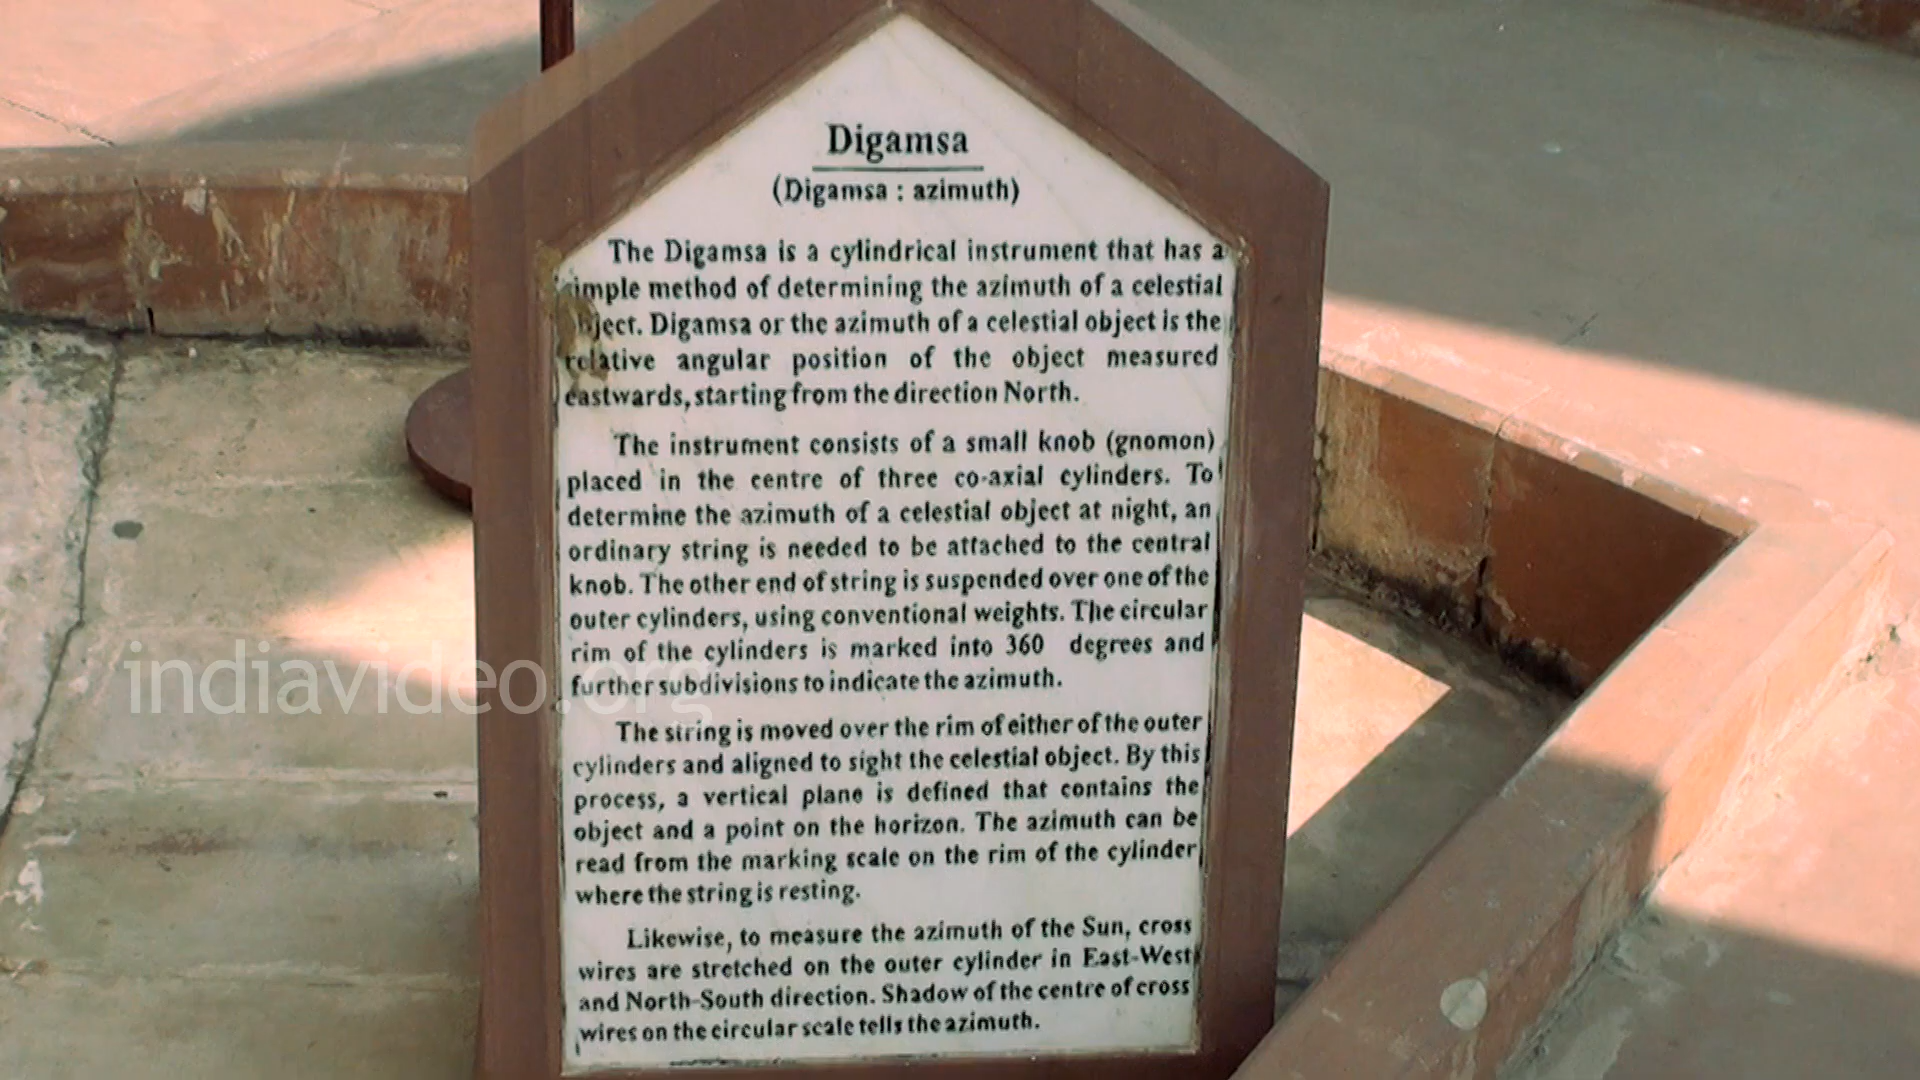 Digamsa
(Digamsa : azimuth)
The Digamsa is a cylindrical instrument that has a
simple method of determining the azimuth of a celestial
object. Digamsa or the azimuth of a celestial object is the
relative angular position of the object measured
eastwards, starting from the direction North.
The instrument consists of a small knob (gnomon)
placed in the centre of three co-axial cylinders. To
determine the azimuth of a celestial object at night, an
ordinary string is needed to be attached to the central
knob. The other end of string is suspended over one of the
outer cylinders, using conventional weights. The circular
rim of the cylinders is marked into 360 degrees and
further subdivisions to indicate the azimuth.
The string is moved over the rim of either of the outer
cylinders and aligned to sight the celestial object. By this
process, a vertical plane is defined that contains the
object and a point on the horizon. The azimuth can be
read from the marking scale on the rim of the cylinder
where the string is resting.
Likewise, to measure the azimuth of the Sun, cross
wires are stretched on the outer cylinder in East-West
and North-South direction. Shadow of the centre of cross
wires on the circular scale tells the azimuth.
indiavideo.org